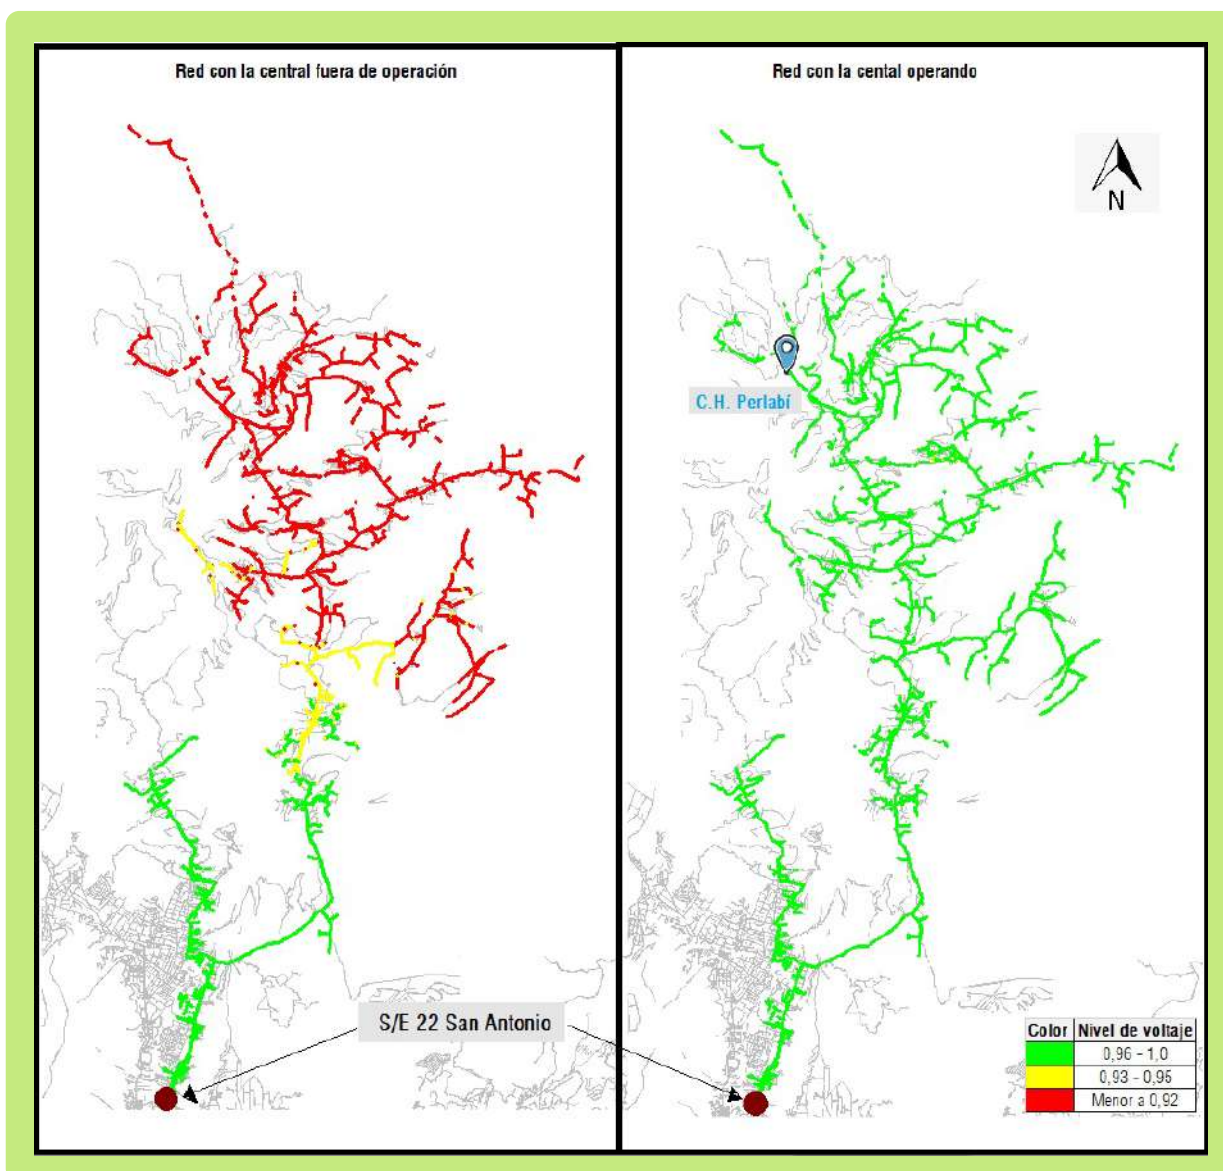 Red con la central fuera de operación
Red con la cental operando
N
C.H. Perlabí
S/E 22 San Antonio
Color Nivel de voltaje
0,96 - 1,0
0,93 - 0,95
Menor a 0,92